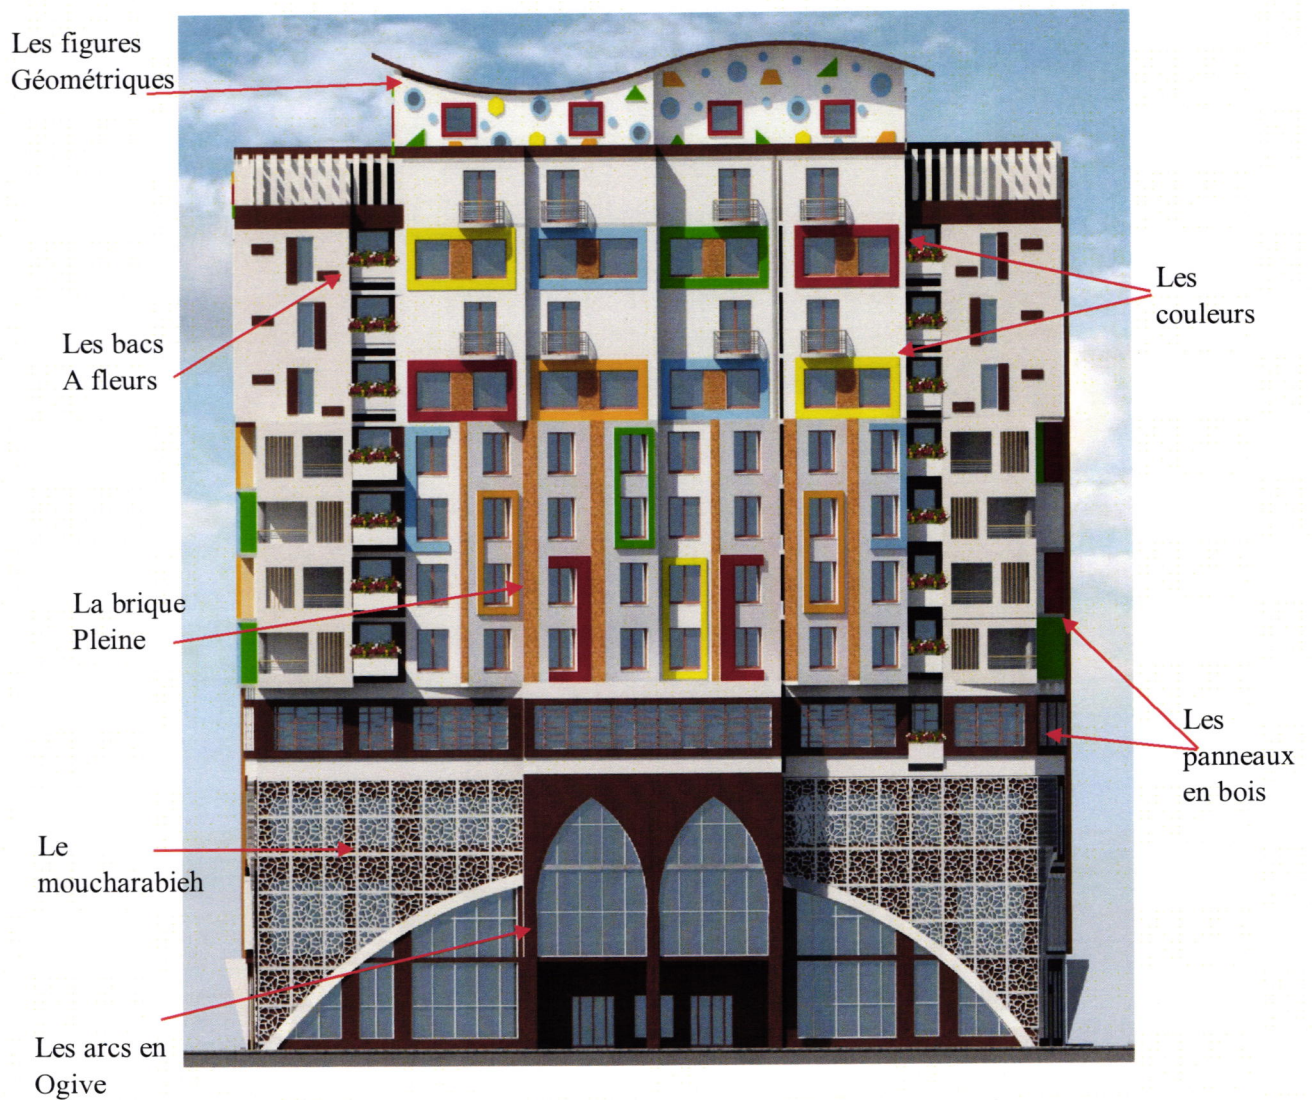 Les figures
Géométriques
Les
couleurs
Les bacs
A fleurs
La brique
Pleine
Les
panneaux
en bois
Le
moucharabieh
Les arcs en
Ogive